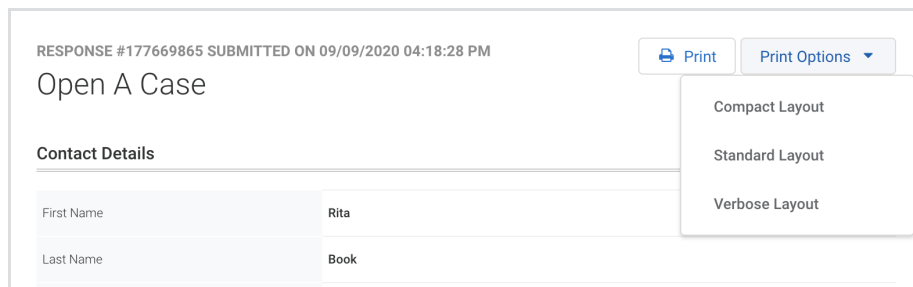 RESPONSE #177669865 SUBMITTED ON 09/09/2020 04:18:28 PM
Print
Print Options
Open A Case
Compact Layout
Standard Layout
Verbose Layout
Contact Details
First Name Rita
Last Name Book